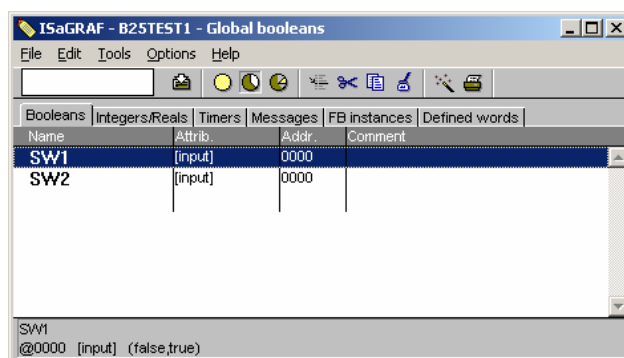 ISaGRAF - B25TEST1 - Global booleans
File Edit Tools Options Help
Booleans Integers/Reals Timers Messages FB instances Defined words
Name Attrib. Addr. Comment
SW1 [input] 0000
SW2 [input] 0000
SW1
@0000 [input] (false,true)